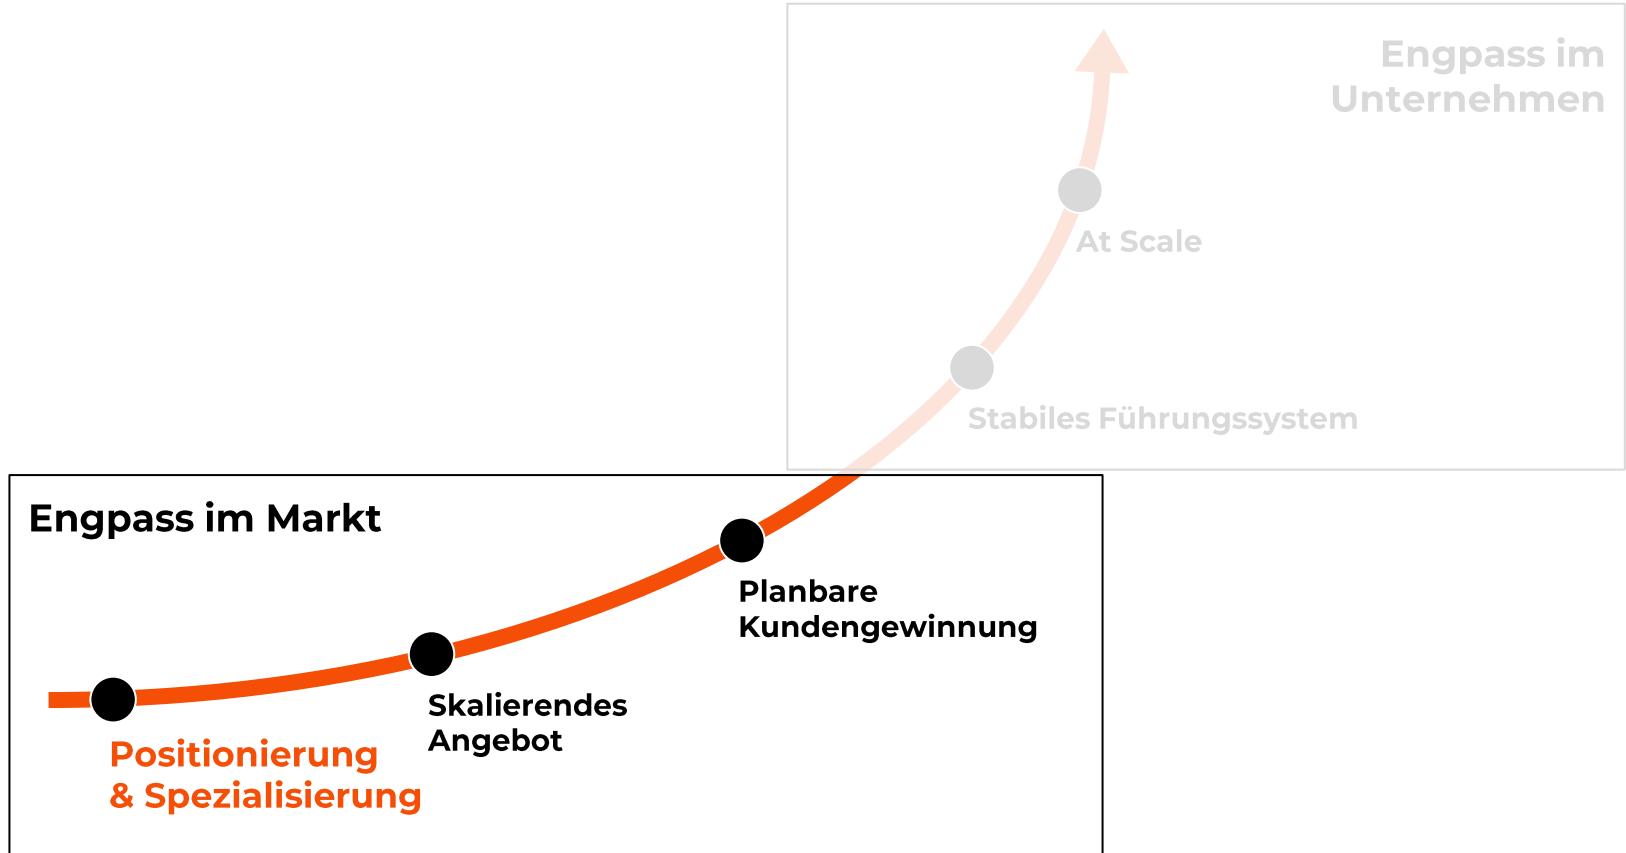 Engpass im
Unternehmen
At Scale
Stabiles Führungssystem
Engpass im Markt
Planbare
Kundengewinnung
Skalierendes
Angebot
Positionierung
& Spezialisierung